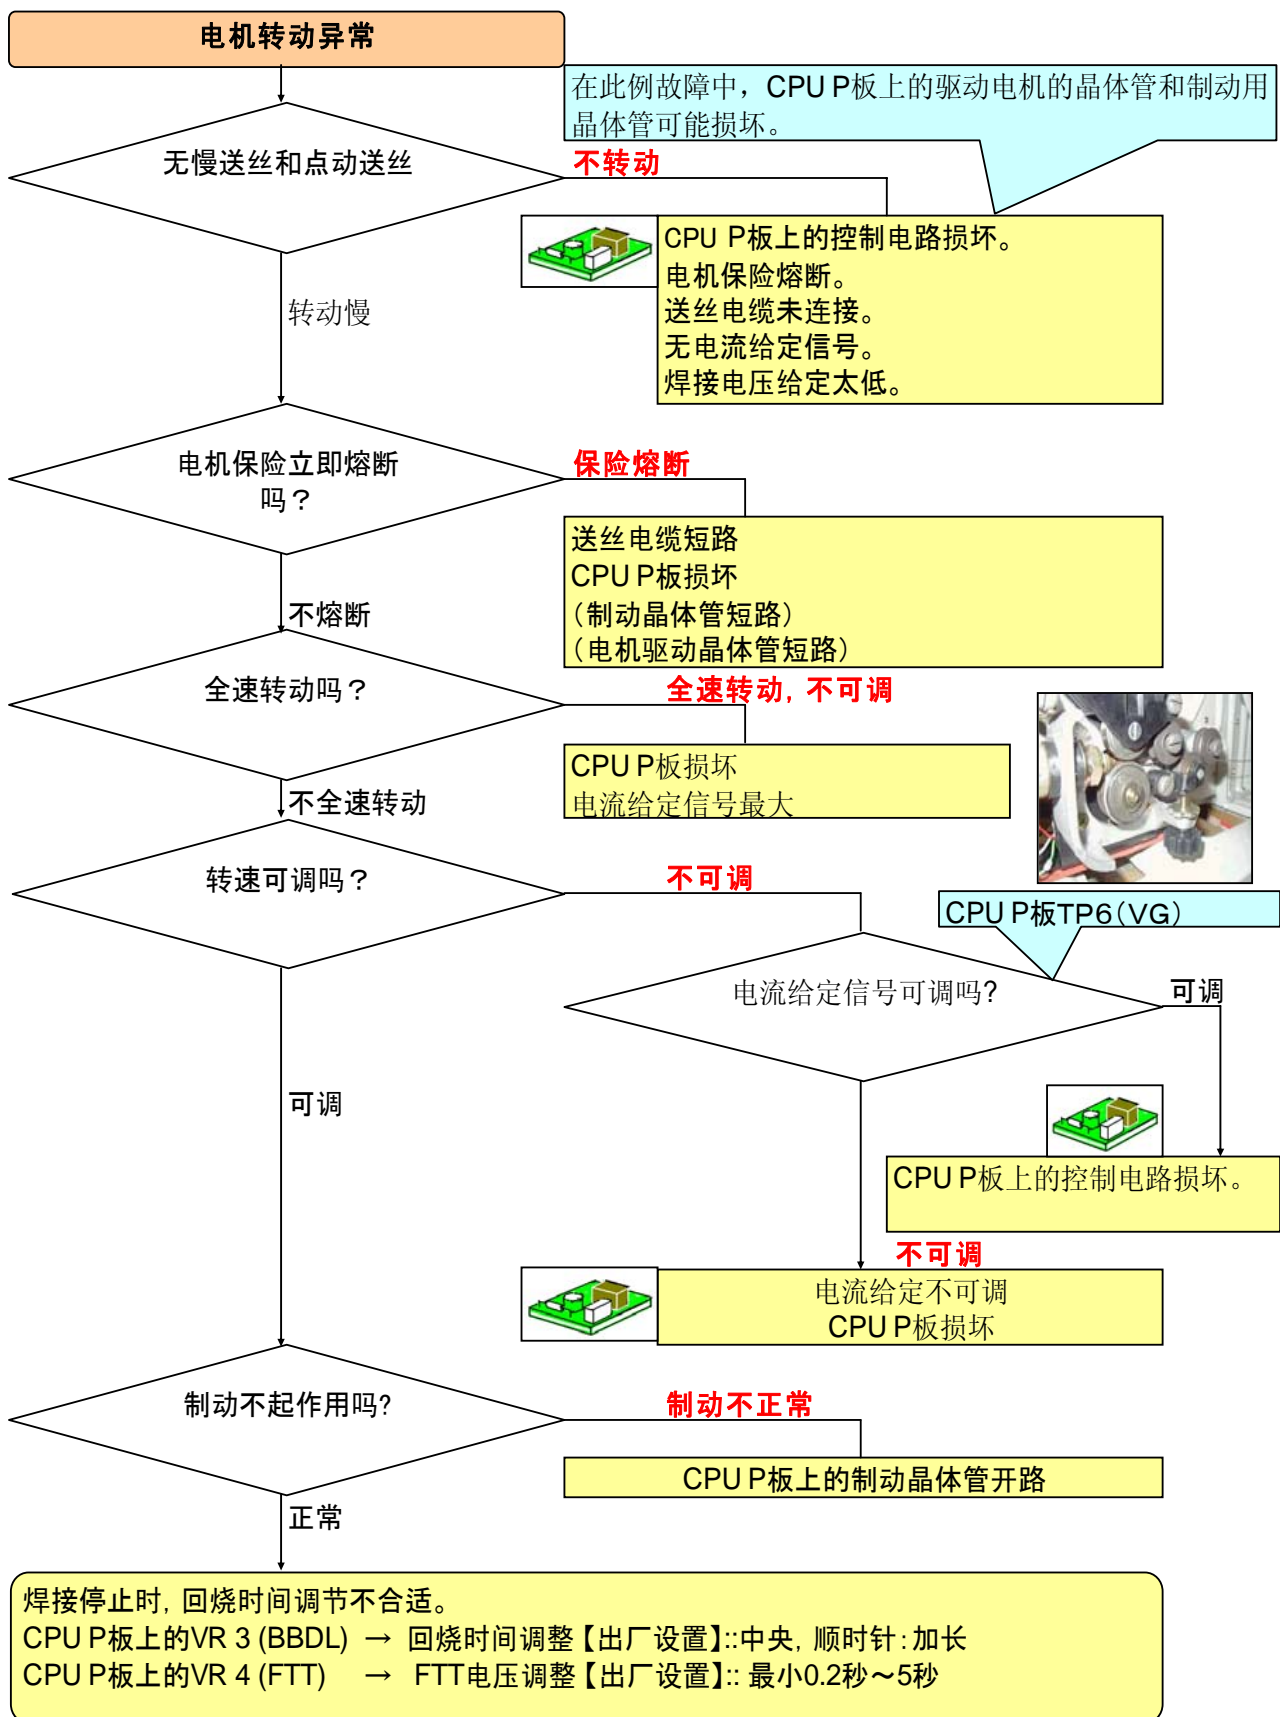 电机转动异常
在此例故障中，CPU P板上的驱动电机的晶体管和制动用
晶体管可能损坏。
无慢送丝和点动送丝
不转动
CPU P板上的控制电路损坏。
电机保险熔断。
送丝电缆未连接。
无电流给定信号。
焊接电压给定太低。
转动慢
电机保险立即熔断
吗？
保险熔断
送丝电缆短路
CPU P板损坏
（制动晶体管短路）
（电机驱动晶体管短路）
不熔断
全速转动吗？
全速转动, 不可调
CPU P板损坏
电流给定信号最大
不全速转动
转速可调吗？
不可调
CPU P板TP6（VG）
电流给定信号可调吗?
可调
可调
CPU P板上的控制电路损坏。
不可调
电流给定不可调
CPU P板损坏
制动不起作用吗?
制动不正常
CPU P板上的制动晶体管开路
正常
焊接停止时, 回烧时间调节不合适。
CPU P板上的VR 3 (BBDL) → 回烧时间调整【出厂设置】::中央, 顺时针：加长
CPU P板上的VR 4 (FTT) → FTT电压调整【出厂设置】:: 最小0.2秒～5秒